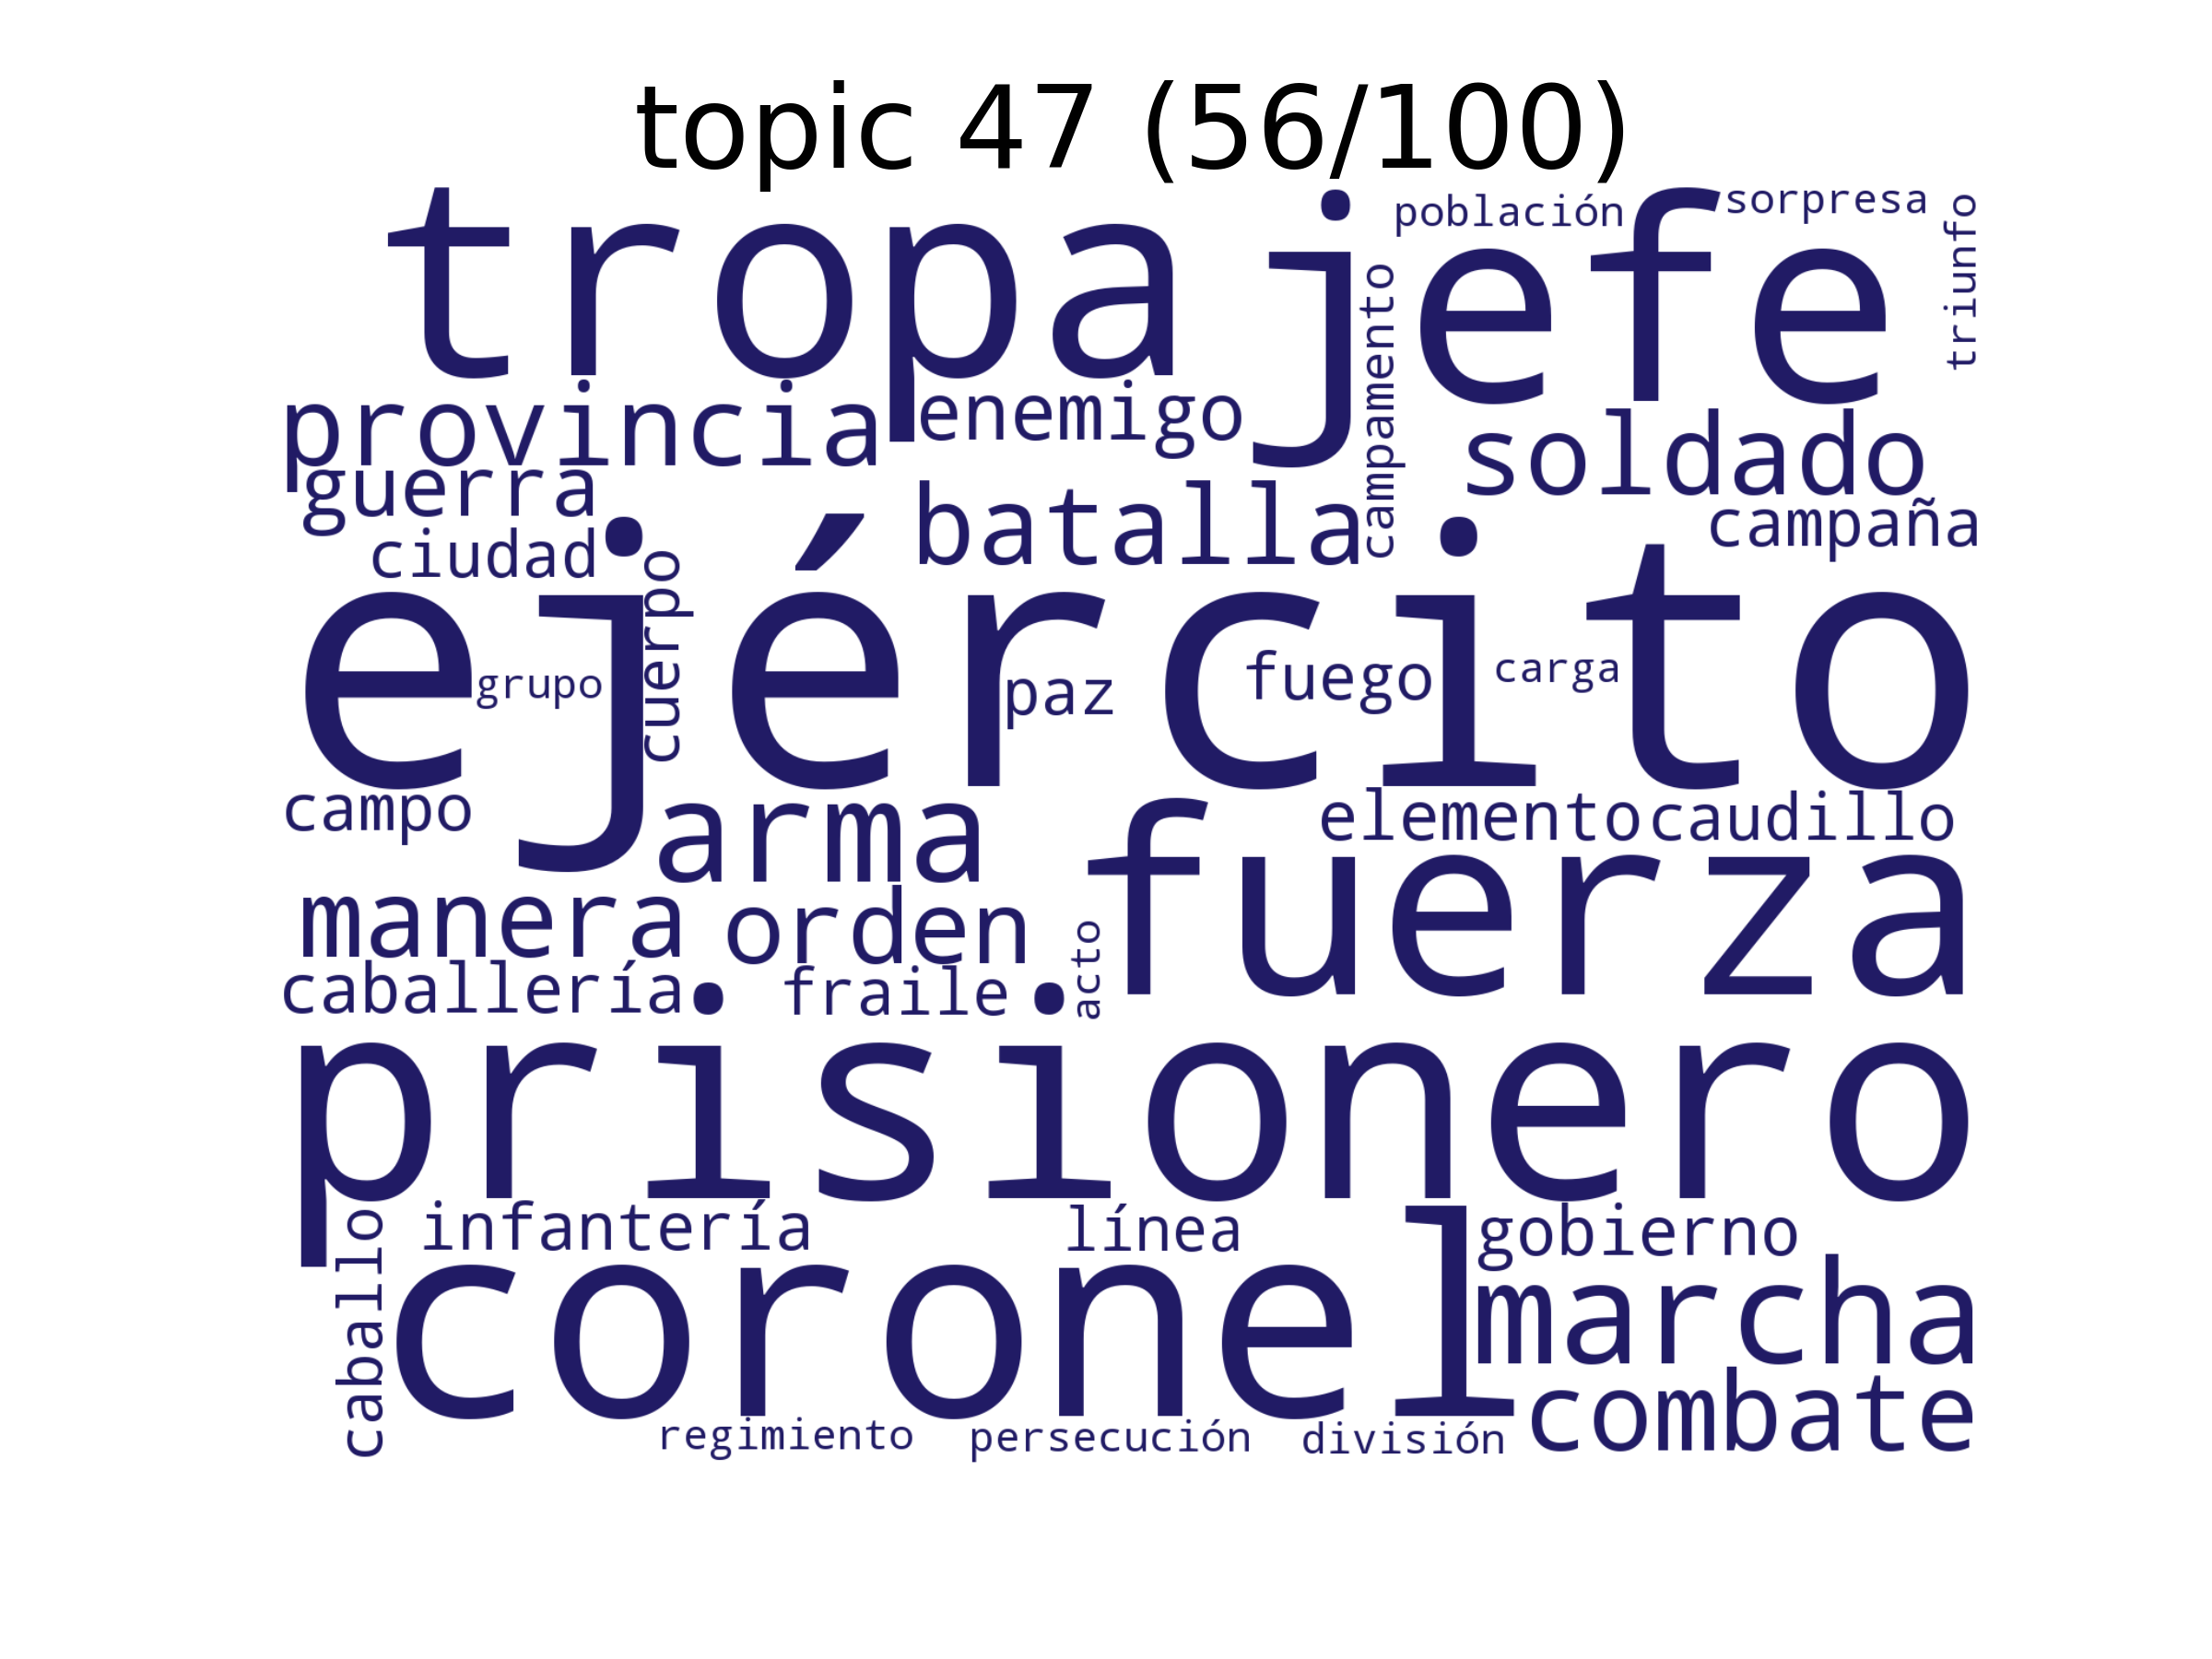 topic 47 (56/100)
tropa jefe población sorpresa
triunfo
campamento
provincia enemigo
soldado
guerra
batalla
campaña
ciudad
cuerpo
ejército
grupo
paz
fuego
carga
campo
arma
elemento caudillo
fuerza
manera orden
acto
caballería fraile
prisionero
caballo
infantería línea gobierno
coronel
marcha
combate
regimiento persecución división